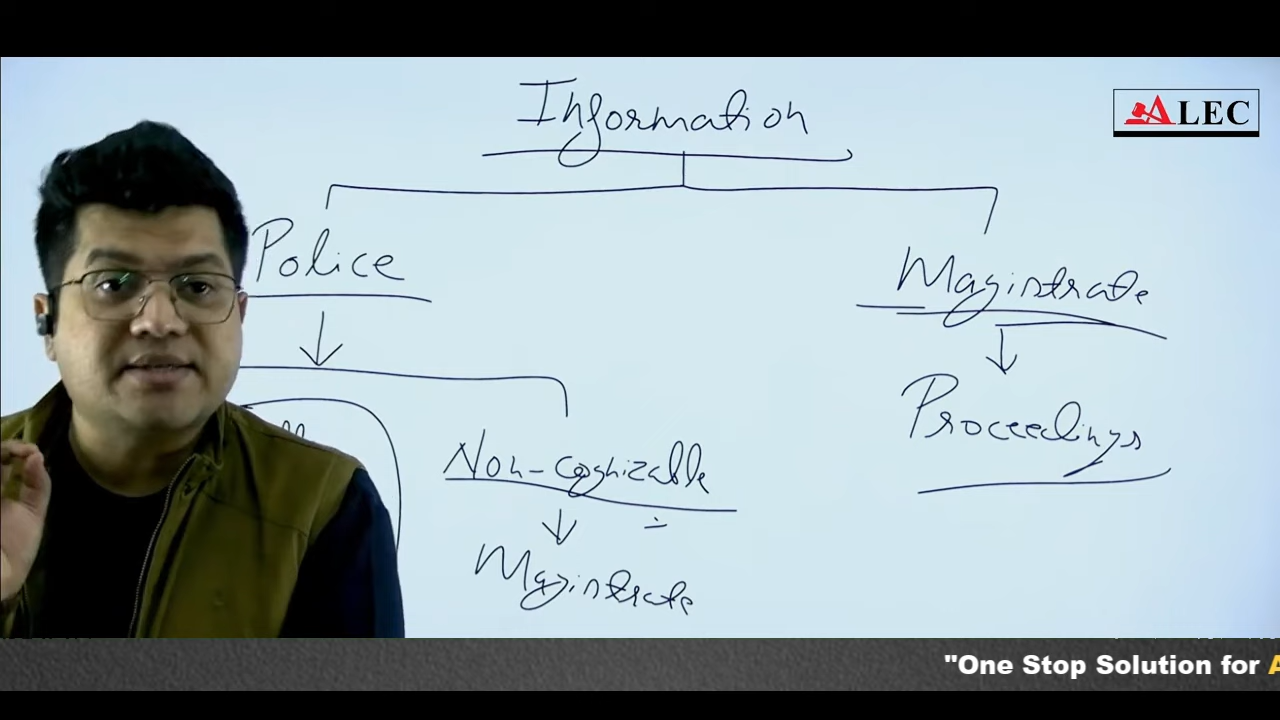 Information
ALEC
Police
Magistrate
Proceedings
Non-cognizable
Magistrate
"One Stop Solution for A